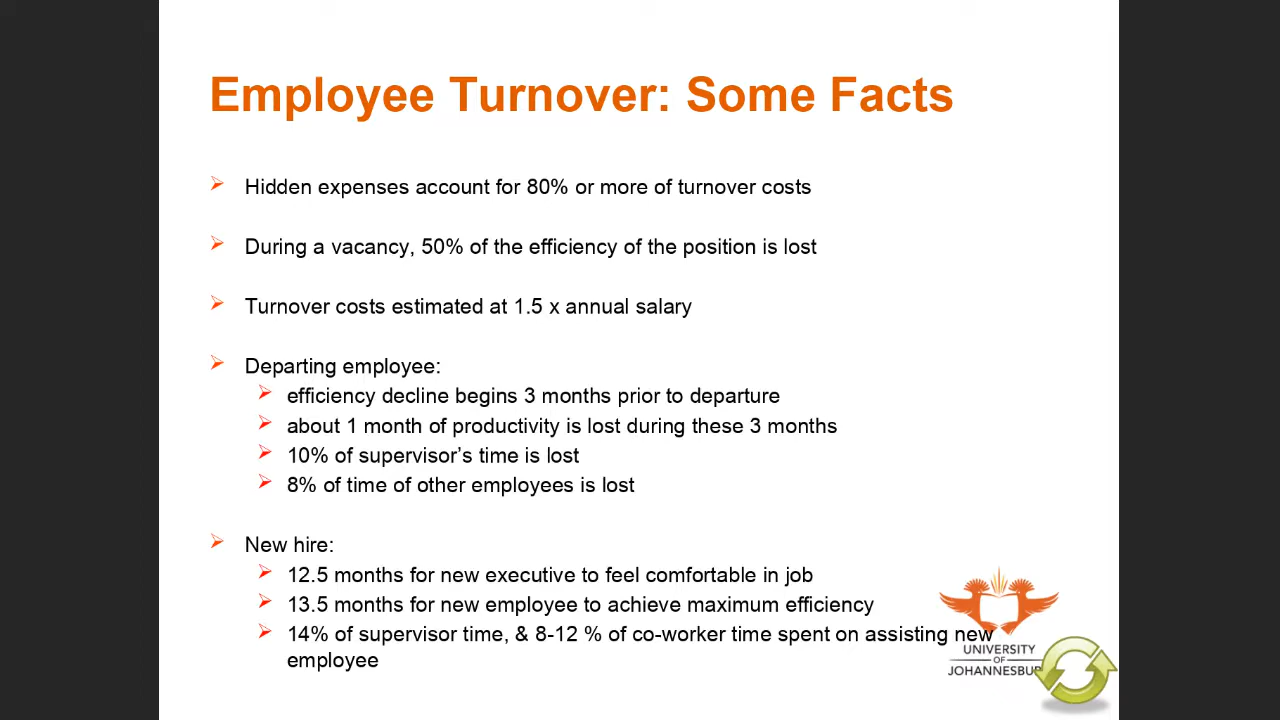 Employee Turnover: Some Facts
Hidden expenses account for 80% or more of turnover costs
During a vacancy, 50% of the efficiency of the position is lost
Turnover costs estimated at 1.5 x annual salary
Departing employee:
efficiency decline begins 3 months prior to departure
about 1 month of productivity is lost during these 3 months
10% of supervisor’s time is lost
8% of time of other employees is lost
New hire:
12.5 months for new executive to feel comfortable in job
13.5 months for new employee to achieve maximum efficiency
14% of supervisor time, & 8-12 % of co-worker time spent on assisting new
employee
UNIVERSITY
OF
JOHANNESBURG